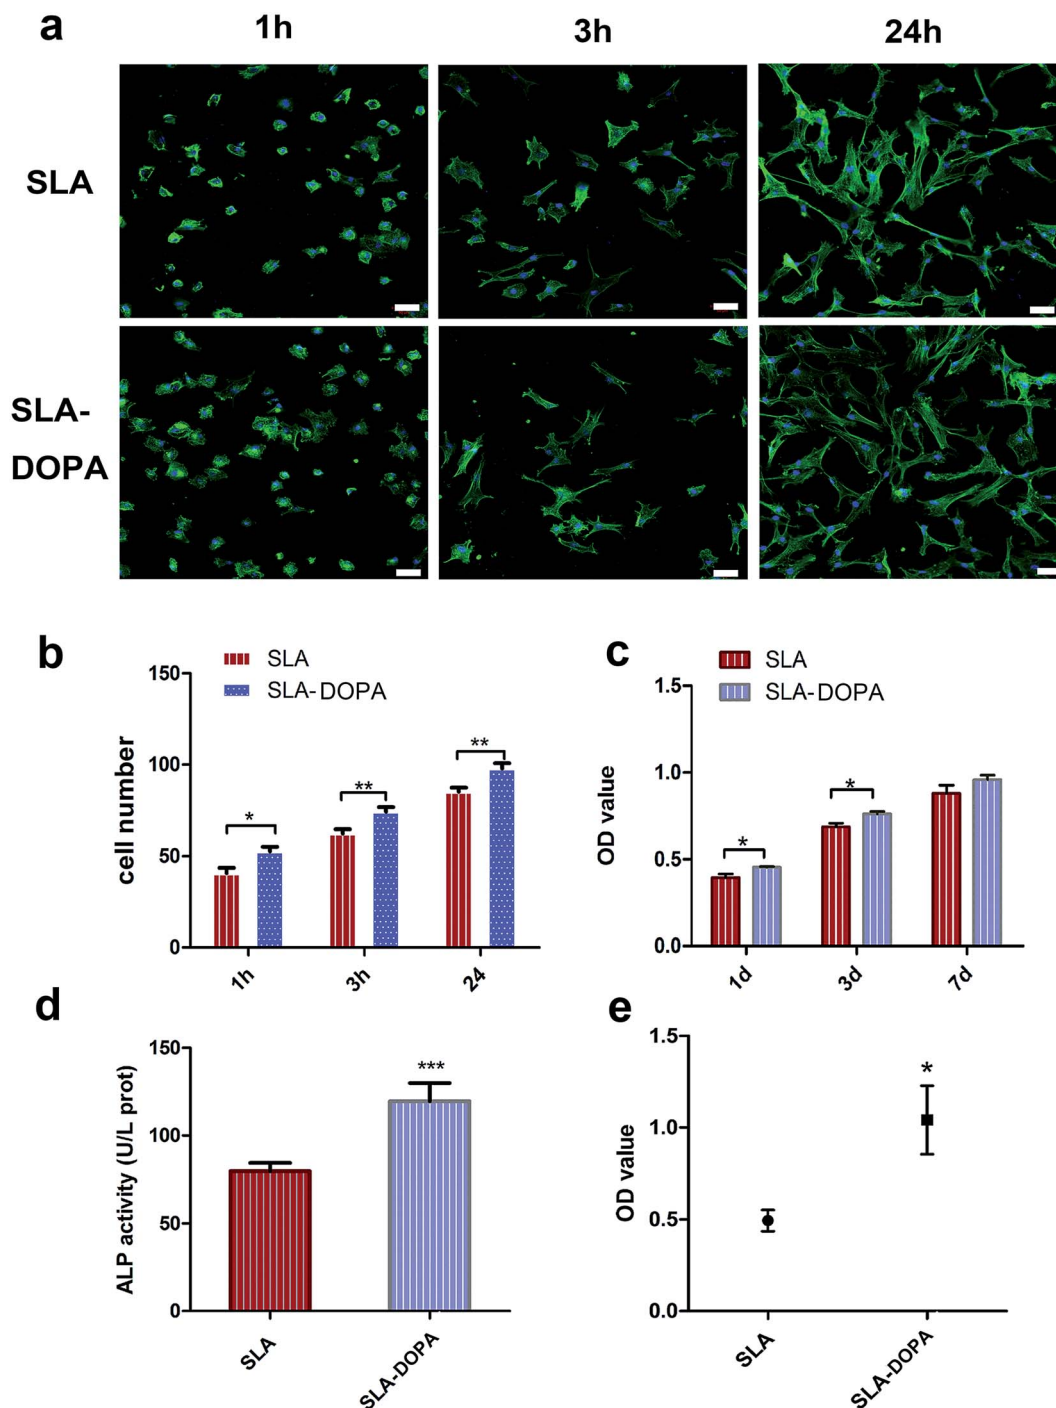 a
1h 3h 24h
SLA
SLA-
DOPA
b
SLA
SLA-DOPA
cell number
150
100
50
0
*
**
**
1h 3h 24
c
SLA
SLA-DOPA
OD value
1.5
1.0
0.5
0.0
*
*
1d 3d 7d
d
ALP activity (U/L prot)
150
100
50
0
***
SLA SLA-DOPA
e
OD value
1.5
1.0
0.5
0.0
*
SLA SLA-DOPA